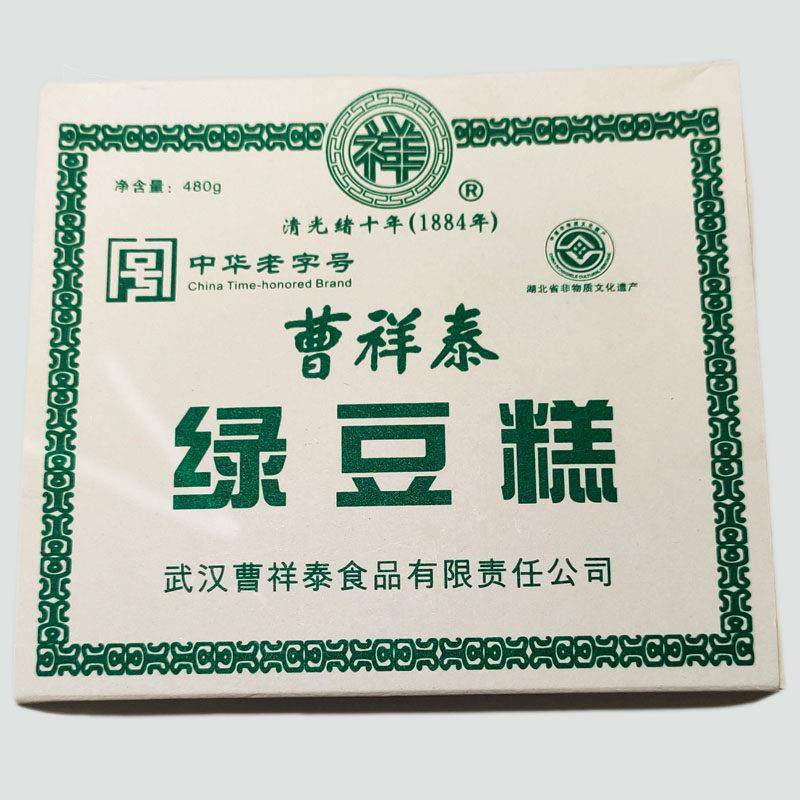 祥
®
净含量：480g
清光緒十年(1884年)
中华老字号
China Time-honored Brand
湖北省非物质文化遗产
曹祥泰
绿豆糕
武汉曹祥泰食品有限责任公司